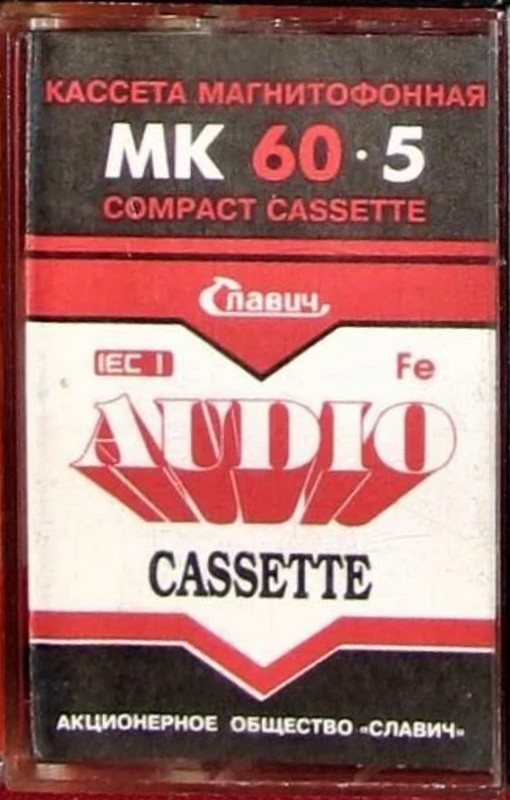 КАССЕТА МАГНИТОФОННАЯ
МК 60·5
COMPACT CASSETTE
Славич
IEC I Fe
AUDIO
CASSETTE
АКЦИОНЕРНОЕ ОБЩЕСТВО «СЛАВИЧ»